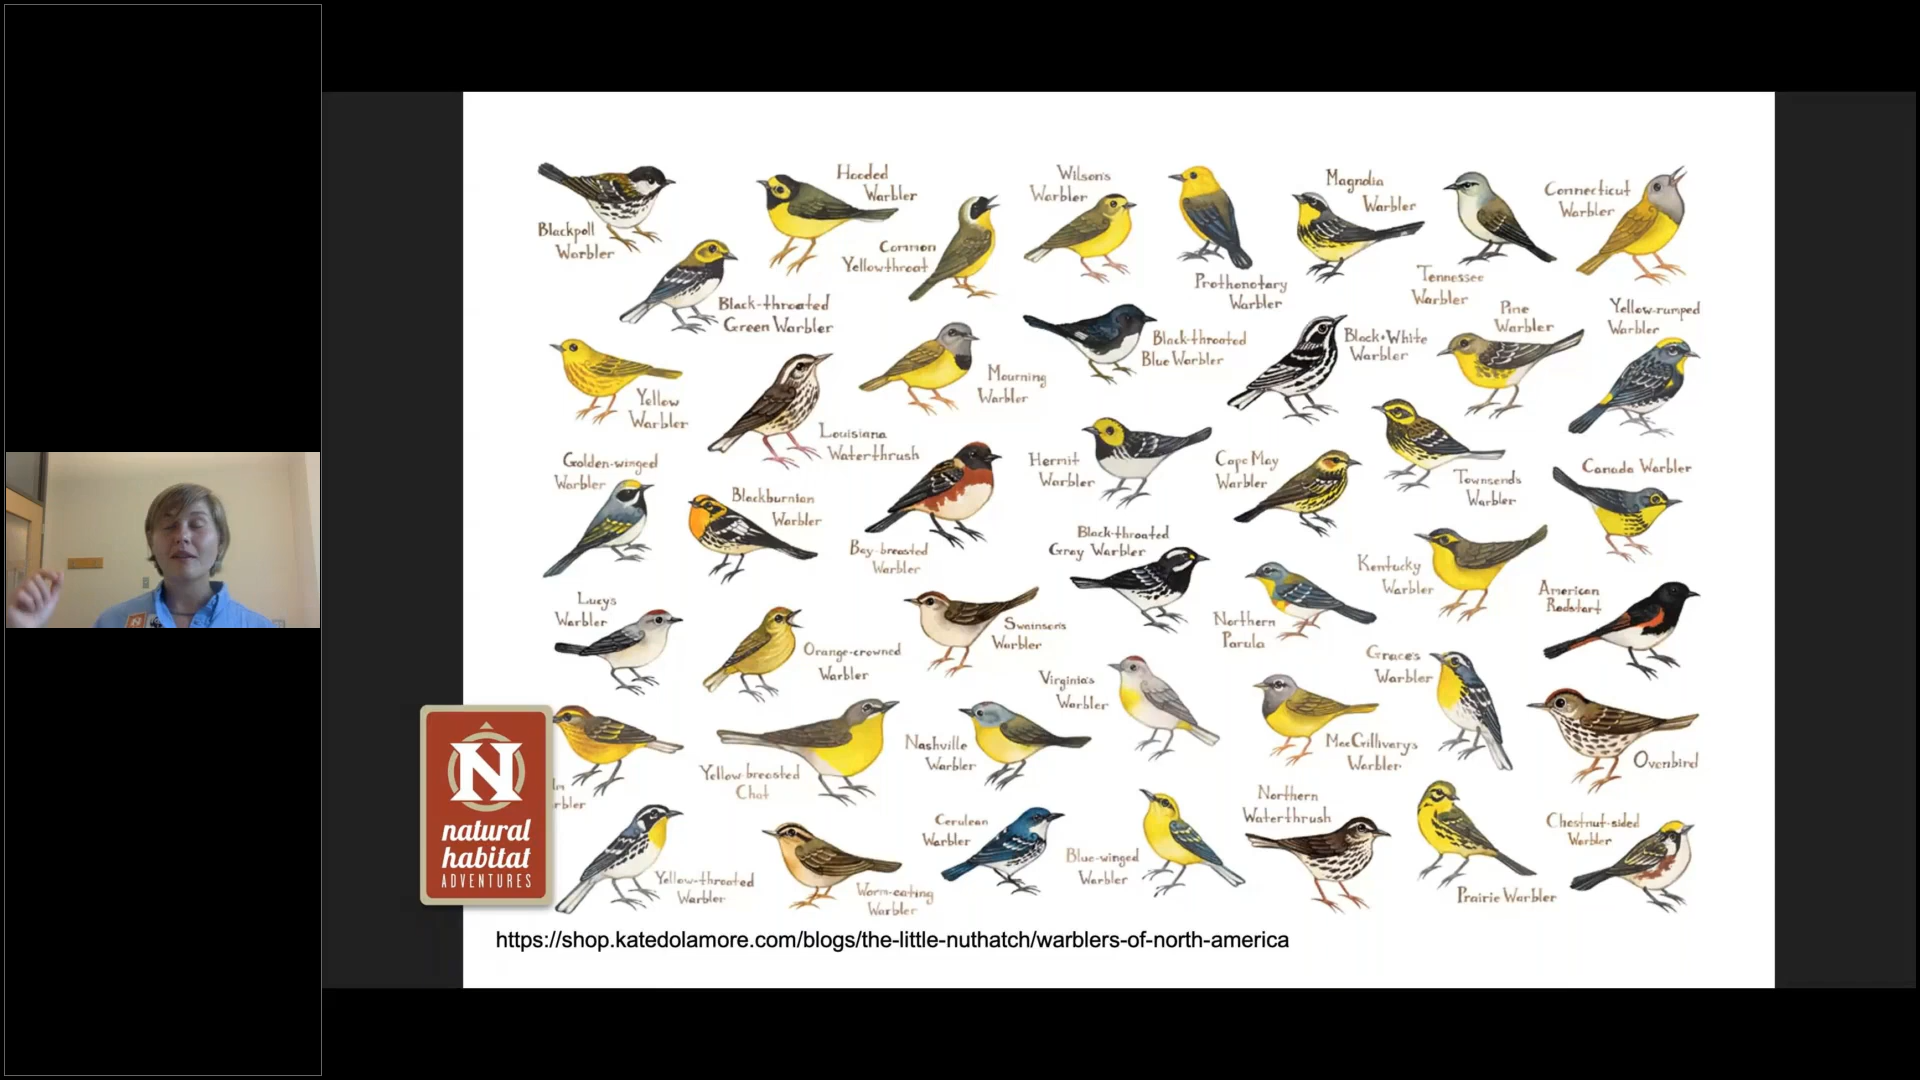 Blackpoll
Warbler
Hooded
Warbler
Common
Yellowthroat
Wilson's
Warbler
Prothonotary
Warbler
Magnolia
Warbler
Tennessee
Warbler
Connecticut
Warbler
Black-throated
Green Warbler
Yellow
Warbler
Louisiana
Waterthrush
Mourning
Warbler
Black-throated
Blue Warbler
Black+White
Warbler
Pine
Warbler
Yellow-rumped
Warbler
Golden-winged
Warbler
Blackburnian
Warbler
Bay-breasted
Warbler
Hermit
Warbler
Cape May
Warbler
Townsends
Warbler
Canada Warbler
Black-throated
Gray Warbler
Northern
Parula
Kentucky
Warbler
American
Redstart
Lucy's
Warbler
Orange-crowned
Warbler
Swainson's
Warbler
Virginia's
Warbler
Grace's
Warbler
MacGillivary's
Warbler
Ovenbird
lm
rbler
Yellow-breasted
Chat
Nashville
Warbler
Yellow-throated
Warbler
Worm-eating
Warbler
Cerulean
Warbler
Blue-winged
Warbler
Northern
Waterthrush
Prairie Warbler
Chestnut-sided
Warbler
N
natural
habitat
ADVENTURES
https://shop.katedolamore.com/blogs/the-little-nuthatch/warblers-of-north-america